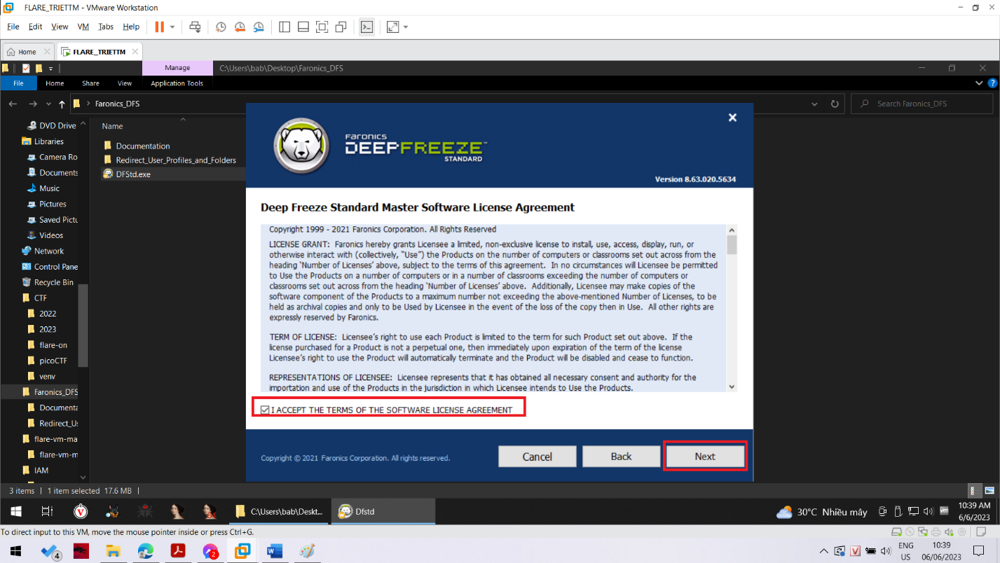 FLARE_TRIETTM - VMware Workstation
File Edit View VM Tabs Help
Home FLARE_TRIETTM
Manage C:\Users\bab\Desktop\Faronics_DFS
File Home Share View Application Tools
Faronics_DFS Search Faronics_DFS
DVD Drive
Libraries
Camera Ro
Documents
Music
Pictures
Saved Pictu
Videos
Network
Control Pane
Recycle Bin
CTF
2022
2023
flare-on
picoCTF
venv
Faronics_DFS
Documenta
Redirect_Us
flare-vm-ma
flare-vm-m
IAM
Name
Documentation
Redirect_User_Profiles_and_Folders
DFStd.exe
FARONICS
DEEPFREEZE™
STANDARD
Version 8.63.020.5634
Deep Freeze Standard Master Software License Agreement
Copyright 1999 - 2021 Faronics Corporation. All Rights Reserved
LICENSE GRANT: Faronics hereby grants Licensee a limited, non-exclusive license to install, use, access, display, run, or
otherwise interact with (collectively, "Use") the Products on the number of computers or classrooms set out across from the
heading 'Number of Licenses' above, subject to the terms of this agreement. In no circumstances will Licensee be permitted
to Use the Products on a number of computers or in a number of classrooms exceeding the number of computers or
classrooms set out across from the heading 'Number of Licenses' above. Additionally, Licensee may make copies of the
software component of the Products to a maximum number not exceeding the above-mentioned Number of Licenses, to be
held as archival copies and only to be Used by Licensee in the event of the loss of the copy then in Use. All other rights are
expressly reserved by Faronics.
TERM OF LICENSE: Licensee's right to use each Product is limited to the term for such Product set out above. If the
license purchased for a Product is not a perpetual one, then immediately upon expiration of the term of the license
Licensee's right to use the Product will automatically terminate and the Product will be disabled and cease to function.
REPRESENTATIONS OF LICENSEE: Licensee represents that it has obtained all necessary consent and authority for the
importation and use of the Products in the jurisdiction in which Licensee intends to Use the Products.
I ACCEPT THE TERMS OF THE SOFTWARE LICENSE AGREEMENT
Copyright © 2021 Faronics Corporation. All rights reserved.
Cancel Back Next
3 items 1 item selected 17.6 MB
C:\Users\bab\Deskt... Dfstd 30°C Nhiều mây 10:39 AM
6/6/2023
To direct input to this VM, move the mouse pointer inside or press Ctrl+G.
4 2 ENG 10:39
US 06/06/2023